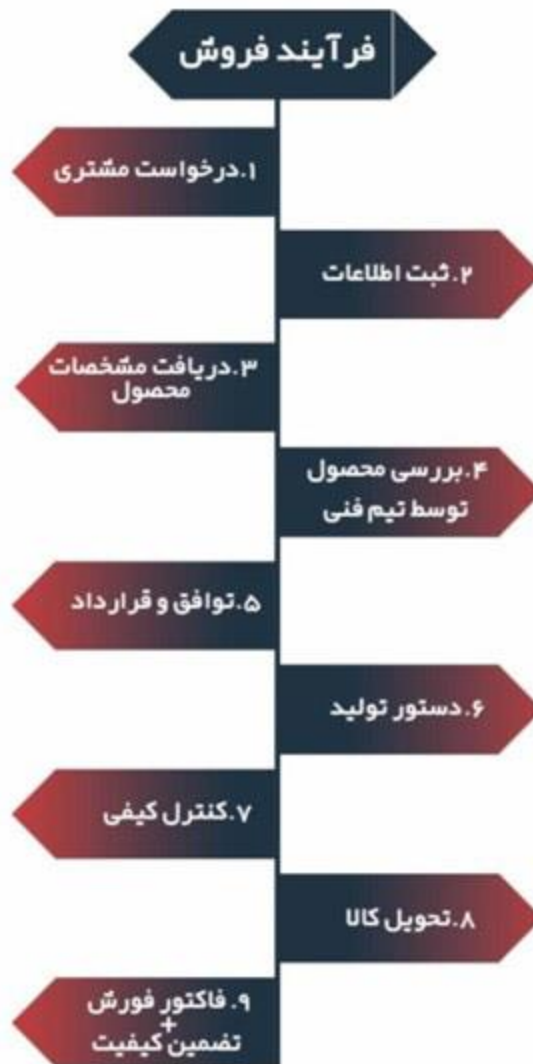 فرآیند فروش
۱.درخواست مشتری
۲.ثبت اطلاعات
۳.دریافت مشخصات
محصول
۴.بررسی محصول
توسط تیم فنی
۵.توافق و قرارداد
۶.دستور تولید
۷.کنترل کیفی
۸.تحویل کالا
۹. فاکتور فورش
+
تضمین کیفیت